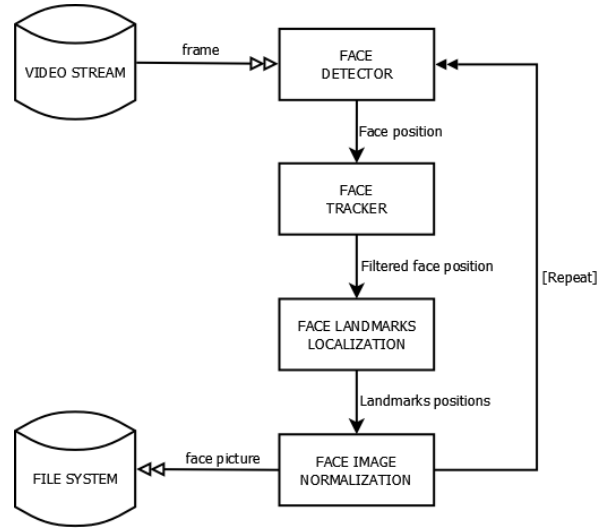 frame
VIDEO STREAM
FACE
DETECTOR
Face position
FACE
TRACKER
Filtered face position
[Repeat]
FACE LANDMARKS
LOCALIZATION
Landmarks positions
face picture
FILE SYSTEM
FACE IMAGE
NORMALIZATION